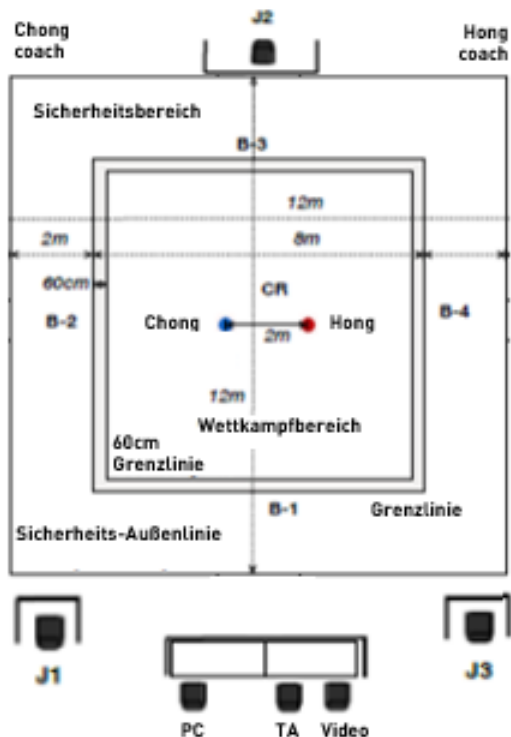 J2
Chong
coach
Hong
coach
Sicherheitsbereich
B-3
12m
2m
8m
60cm
CR
B-2
B-4
Chong
Hong
2m
12m
Wettkampfbereich
60cm
Grenzlinie
B-1
Grenzlinie
Sicherheits-Außenlinie
J1
J3
PC
TA
Video